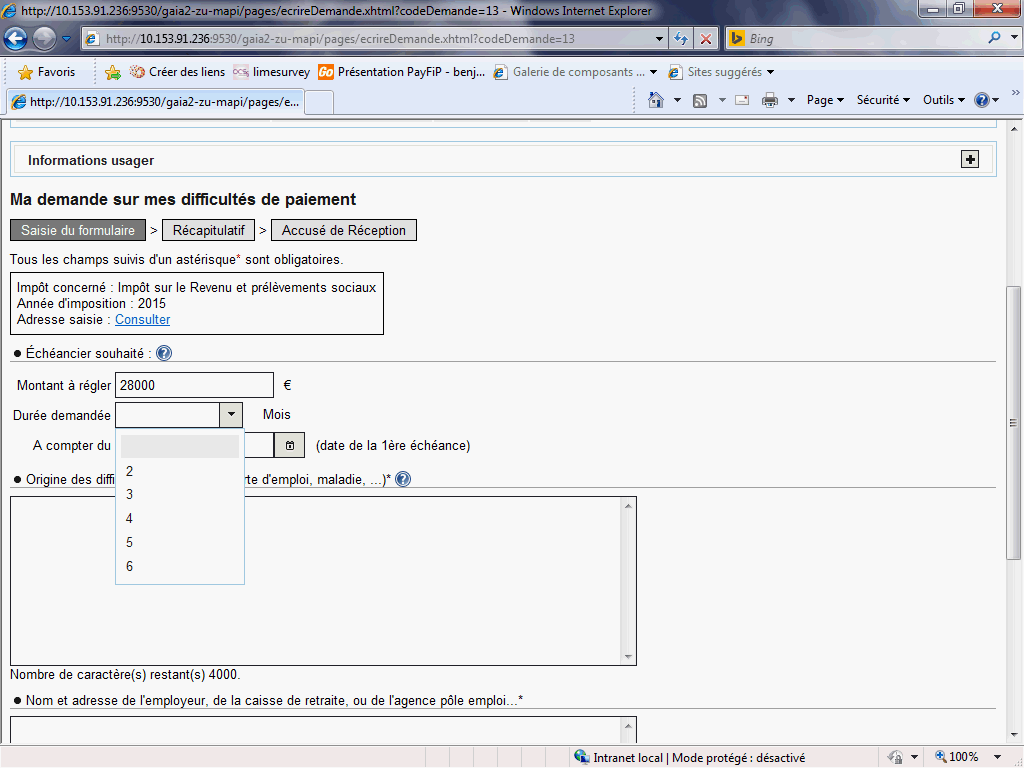 http://10.153.91.236:9530/gaia2-zu-mapi/pages/ecrireDemande.xhtml?codeDemande=13 - Windows Internet Explorer
http://10.153.91.236:9530/gaia2-zu-mapi/pages/ecrireDemande.xhtml?codeDemande=13
Bing
Favoris Créer des liens limesurvey Présentation PayFiP - benj... Galerie de composants ... Sites suggérés
http://10.153.91.236:9530/gaia2-zu-mapi/pages/e...
Page Sécurité Outils »
Informations usager
Ma demande sur mes difficultés de paiement
Saisie du formulaire > Récapitulatif > Accusé de Réception
Tous les champs suivis d'un astérisque* sont obligatoires.
Impôt concerné : Impôt sur le Revenu et prélèvements sociaux
Année d'imposition : 2015
Adresse saisie : Consulter
● Échéancier souhaité :
Montant à régler 28000 €
Durée demandée Mois
A compter du (date de la 1ère échéance)
● Origine des diffi rte d'emploi, maladie, ...)*
2
3
4
5
6
Nombre de caractère(s) restant(s) 4000.
● Nom et adresse de l'employeur, de la caisse de retraite, ou de l'agence pôle emploi...*
Intranet local | Mode protégé : désactivé 100%